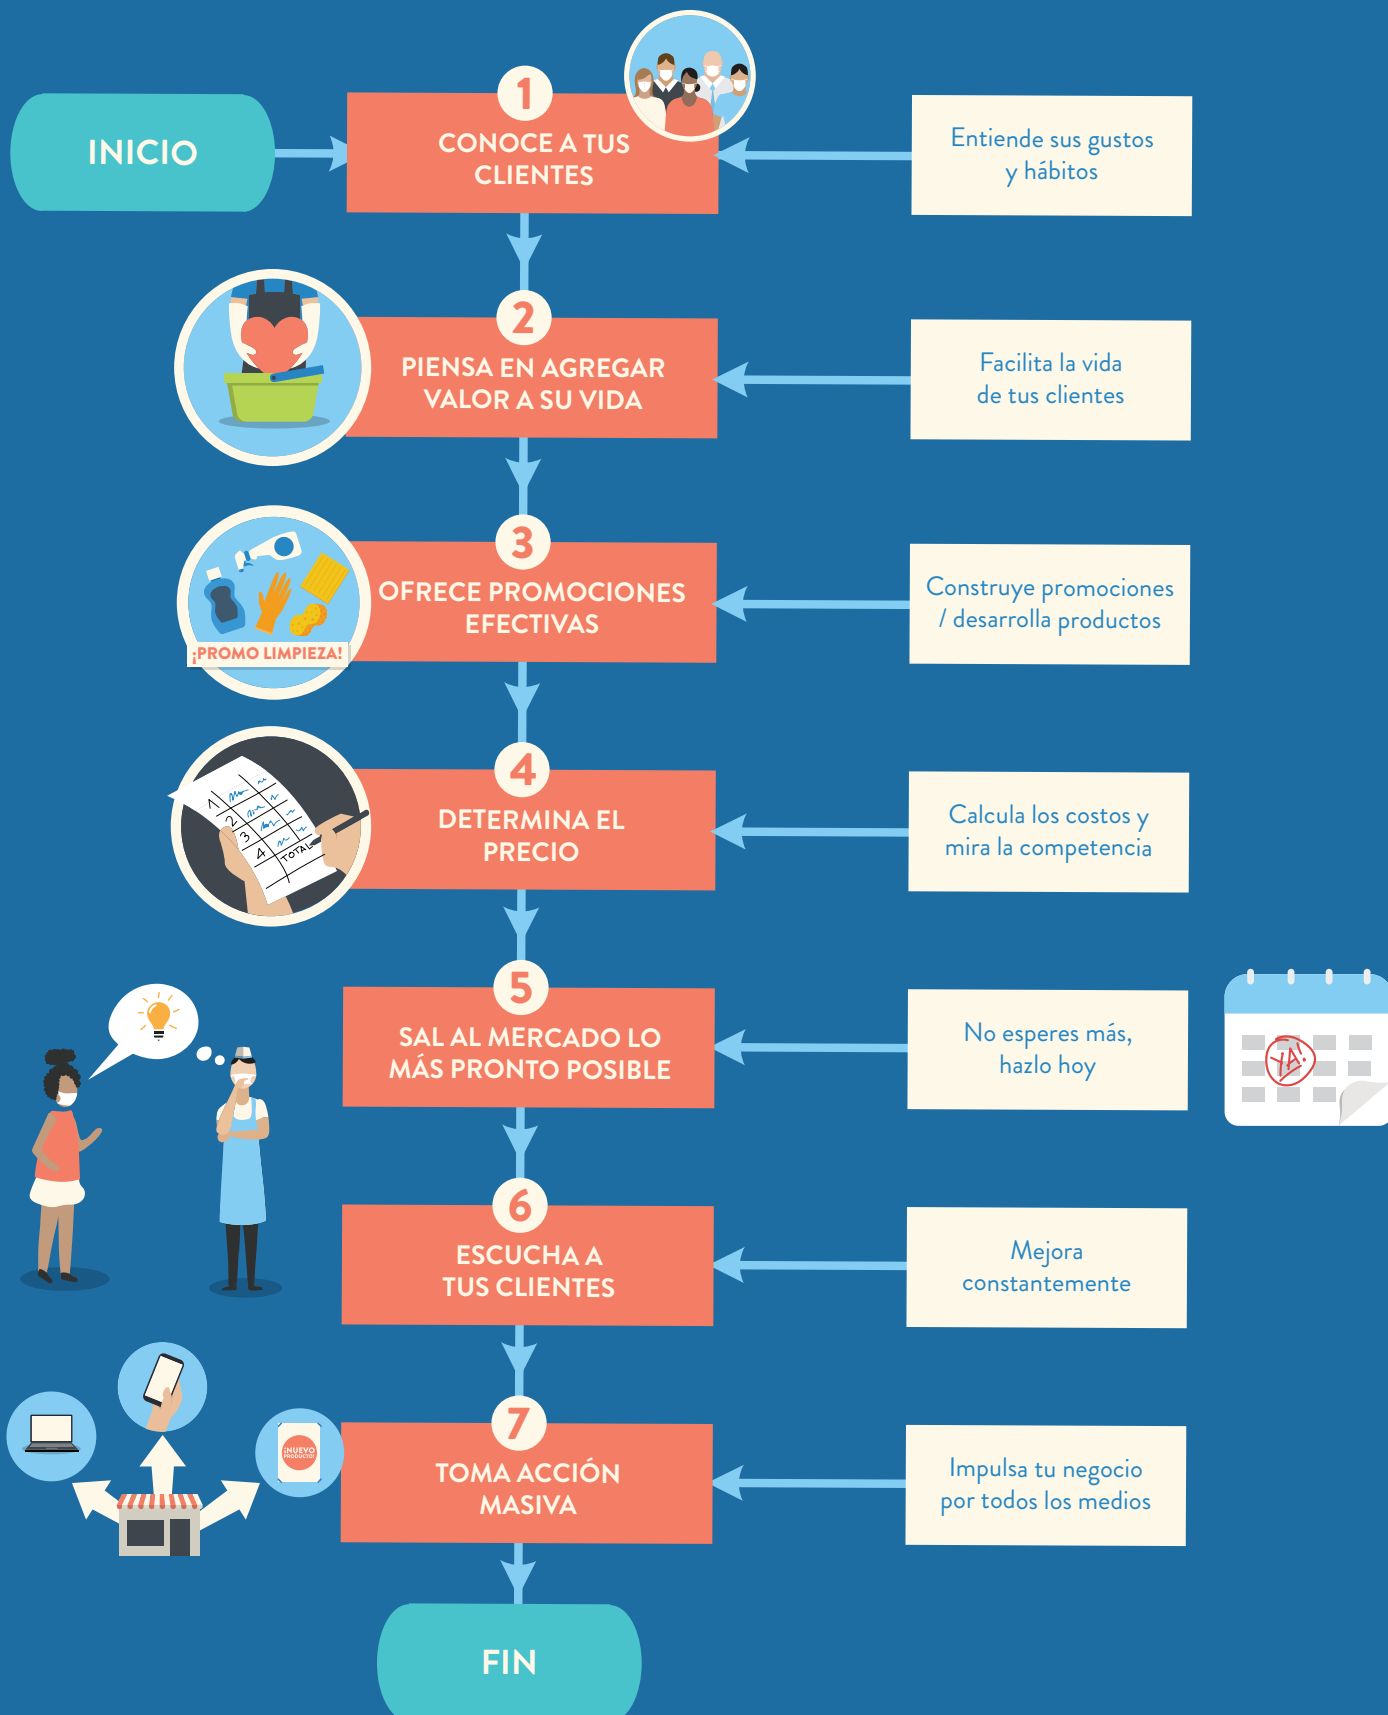 INICIO
1
CONOCE A TUS
CLIENTES
Entiende sus gustos
y hábitos
2
PIENSA EN AGREGAR
VALOR A SU VIDA
Facilita la vida
de tus clientes
3
OFRECE PROMOCIONES
EFECTIVAS
¡PROMO LIMPIEZA!
Construye promociones
/ desarrolla productos
4
DETERMINA EL
PRECIO
1
2
3
4
TOTAL
Calcula los costos y
mira la competencia
5
SAL AL MERCADO LO
MÁS PRONTO POSIBLE
No esperes más,
hazlo hoy
YA!
6
ESCUCHA A
TUS CLIENTES
Mejora
constantemente
7
TOMA ACCIÓN
MASIVA
¡NUEVO
PRODUCTO!
Impulsa tu negocio
por todos los medios
FIN